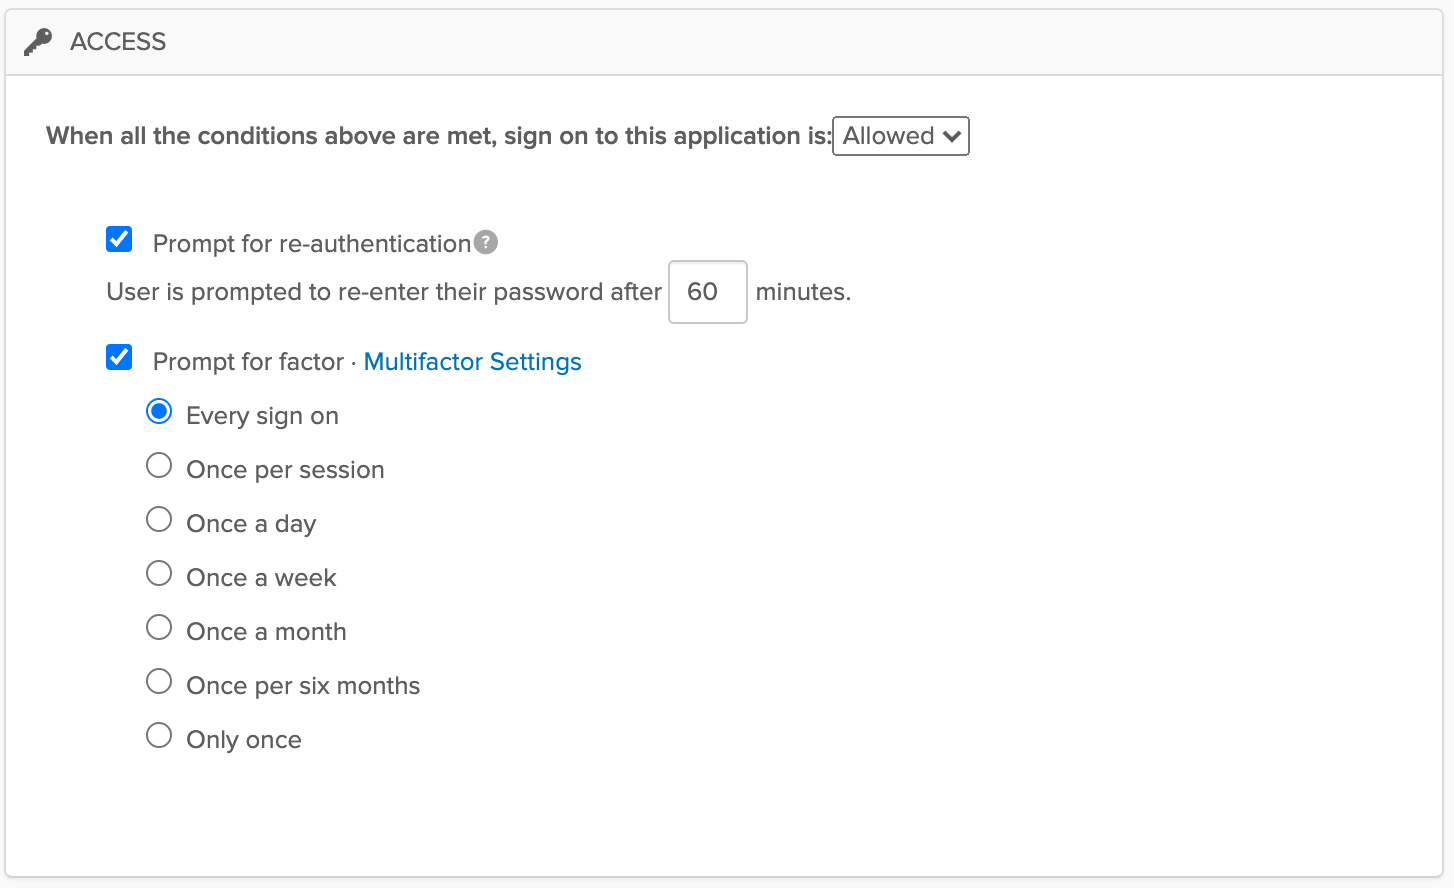 ACCESS
When all the conditions above are met, sign on to this application is: Allowed
Prompt for re-authentication ?
User is prompted to re-enter their password after 60 minutes.
Prompt for factor · Multifactor Settings
Every sign on
Once per session
Once a day
Once a week
Once a month
Once per six months
Only once